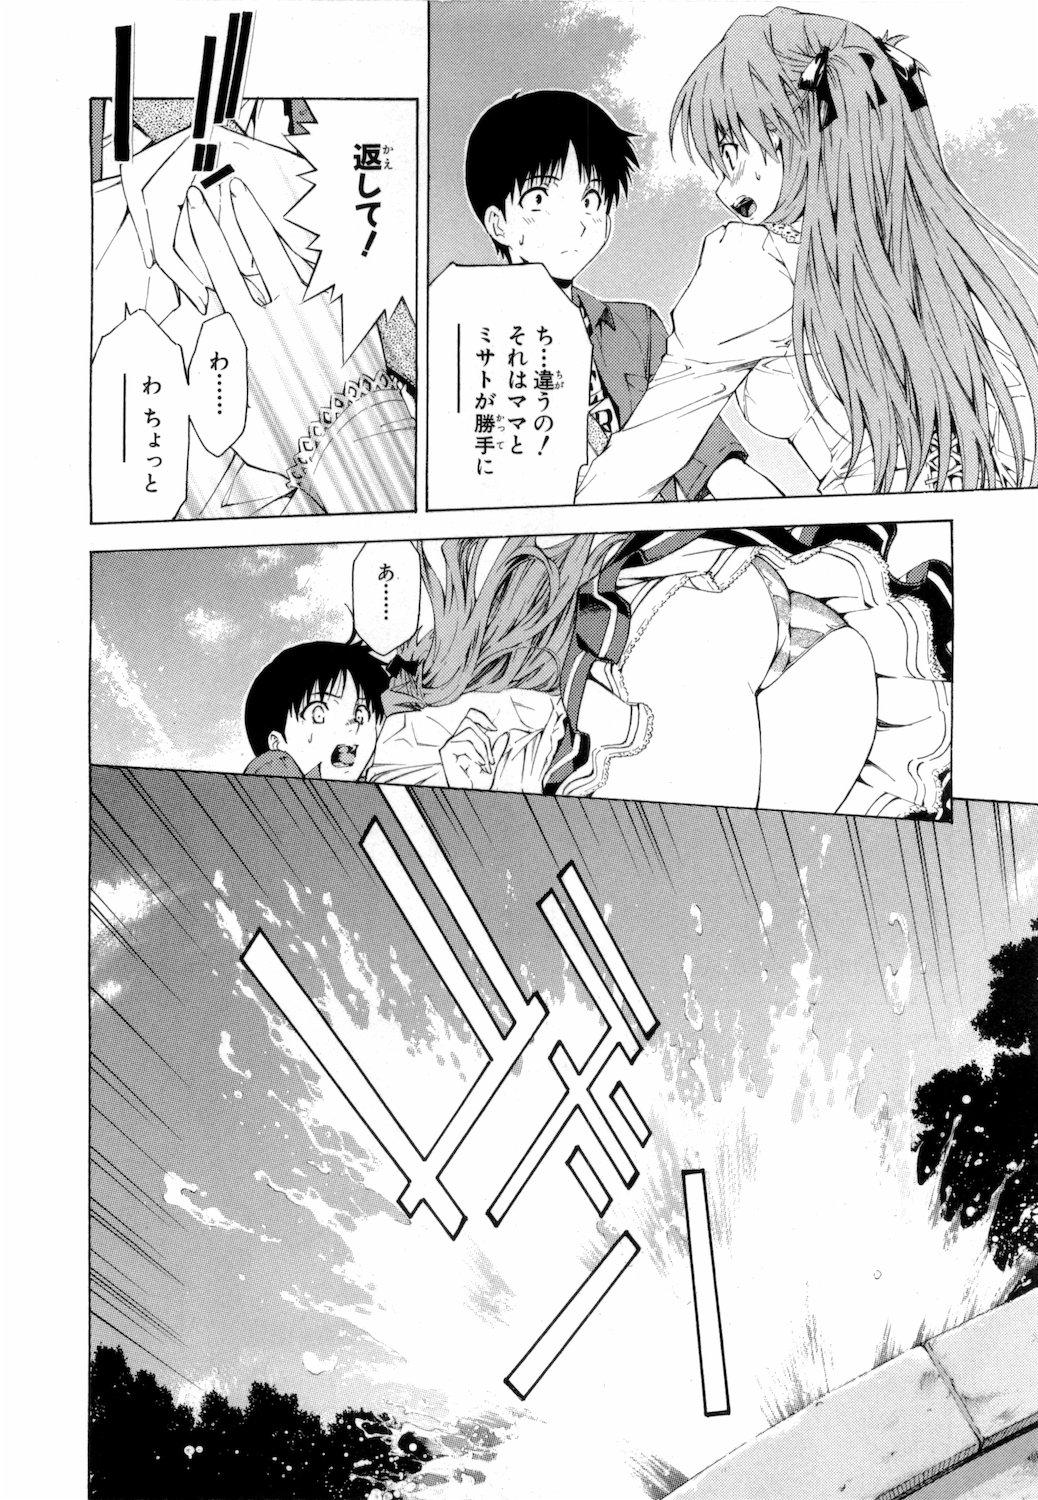 ち…違うの！
それはママと
ミサトが勝手に
――
返して！
わ……
わ ちょっと
――
あ……